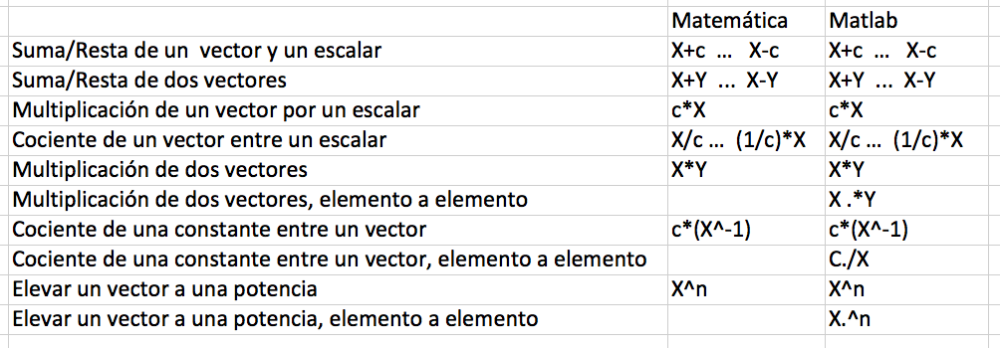 Matemática Matlab
Suma/Resta de un vector y un escalar X+c ... X-c X+c ... X-c
Suma/Resta de dos vectores X+Y ... X-Y X+Y ... X-Y
Multiplicación de un vector por un escalar c*X c*X
Cociente de un vector entre un escalar X/c ... (1/c)*X X/c ... (1/c)*X
Multiplicación de dos vectores X*Y X*Y
Multiplicación de dos vectores, elemento a elemento X .*Y
Cociente de una constante entre un vector c*(X^-1) c*(X^-1)
Cociente de una constante entre un vector, elemento a elemento C./X
Elevar un vector a una potencia X^n X^n
Elevar un vector a una potencia, elemento a elemento X.^n